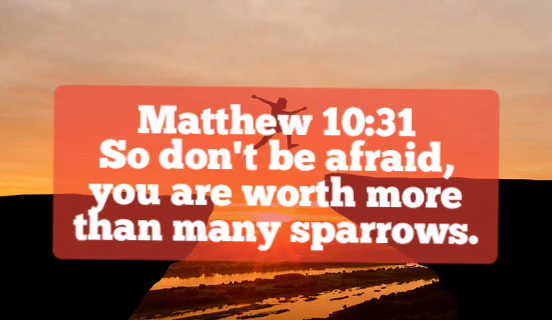 Matthew 10:31
So don't be afraid,
you are worth more
than many sparrows.